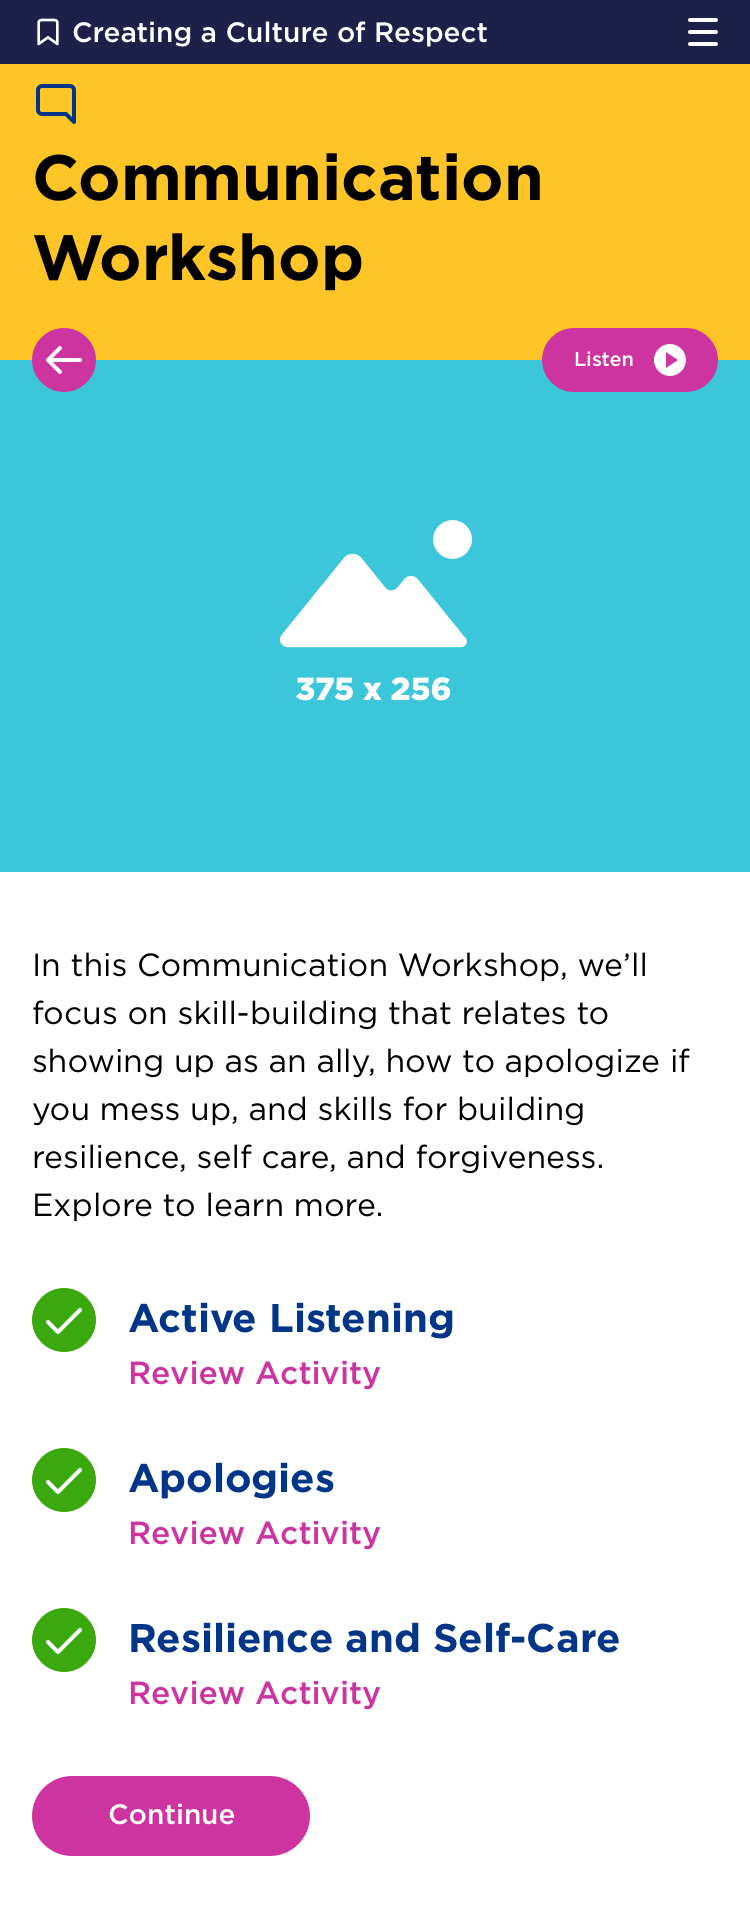 Creating a Culture of Respect
Communication
Workshop
Listen
375 x 256
In this Communication Workshop, we’ll
focus on skill-building that relates to
showing up as an ally, how to apologize if
you mess up, and skills for building
resilience, self care, and forgiveness.
Explore to learn more.
Active Listening
Review Activity
Apologies
Review Activity
Resilience and Self-Care
Review Activity
Continue